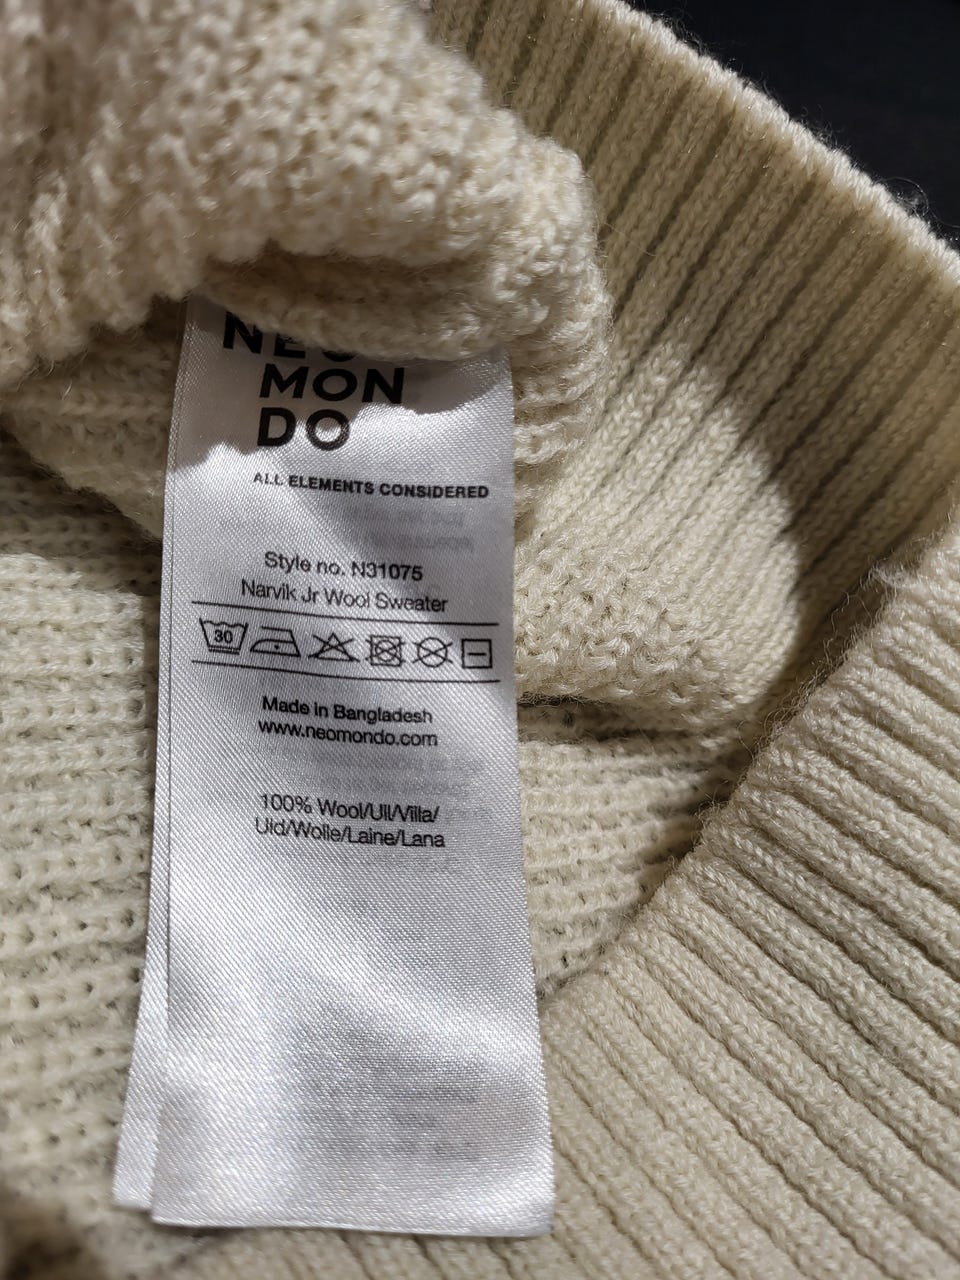 NEO
MON
DO
ALL ELEMENTS CONSIDERED
Style no. N31075
Narvik Jr Wool Sweater
30
Made in Bangladesh
www.neomondo.com
100% Wool/Ull/Villa/
Uld/Wolle/Laine/Lana